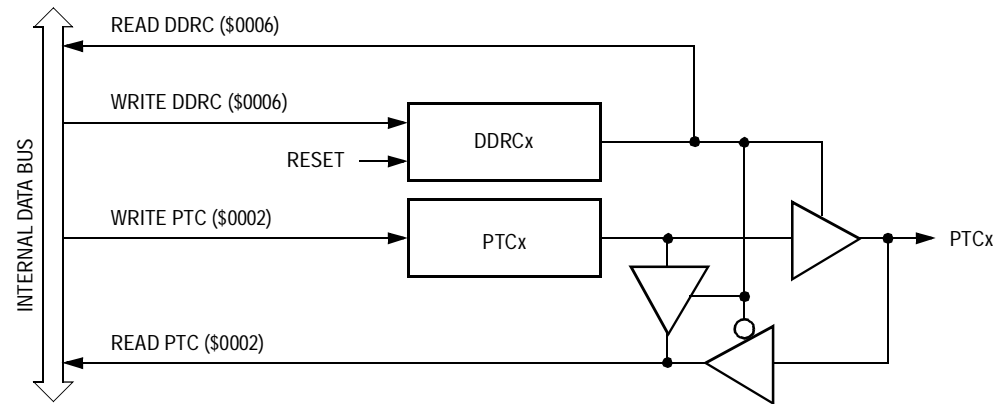 READ DDRC ($0006)
WRITE DDRC ($0006)
DDRCx
RESET
WRITE PTC ($0002)
PTCx
PTCx
READ PTC ($0002)
INTERNAL DATA BUS